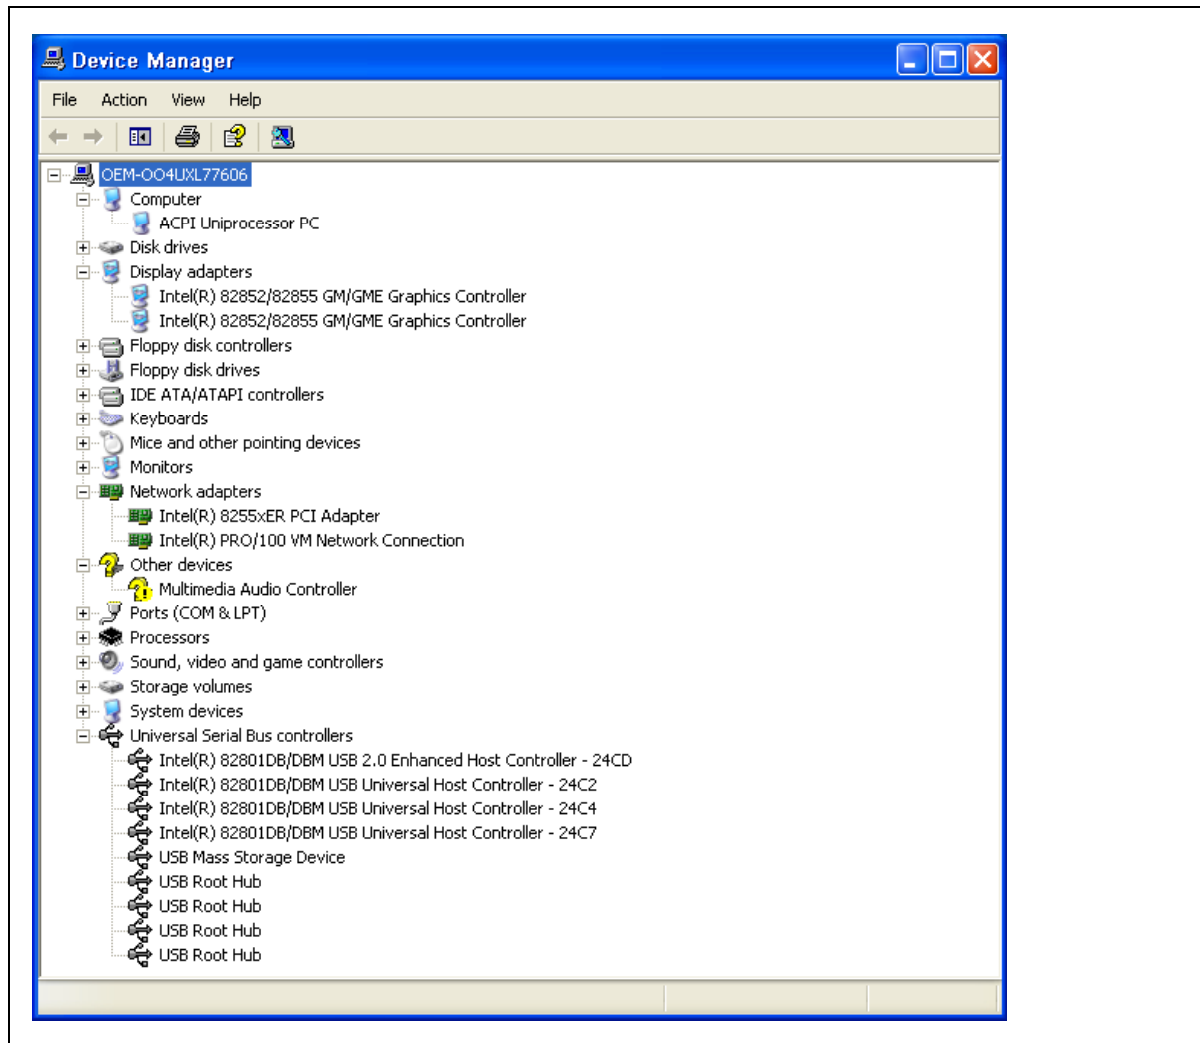 Device Manager
File Action View Help
OEM-OO4UXL77606
Computer
ACPI Uniprocessor PC
Disk drives
Display adapters
Intel(R) 82852/82855 GM/GME Graphics Controller
Intel(R) 82852/82855 GM/GME Graphics Controller
Floppy disk controllers
Floppy disk drives
IDE ATA/ATAPI controllers
Keyboards
Mice and other pointing devices
Monitors
Network adapters
Intel(R) 8255xER PCI Adapter
Intel(R) PRO/100 VM Network Connection
Other devices
Multimedia Audio Controller
Ports (COM & LPT)
Processors
Sound, video and game controllers
Storage volumes
System devices
Universal Serial Bus controllers
Intel(R) 82801DB/DBM USB 2.0 Enhanced Host Controller - 24CD
Intel(R) 82801DB/DBM USB Universal Host Controller - 24C2
Intel(R) 82801DB/DBM USB Universal Host Controller - 24C4
Intel(R) 82801DB/DBM USB Universal Host Controller - 24C7
USB Mass Storage Device
USB Root Hub
USB Root Hub
USB Root Hub
USB Root Hub